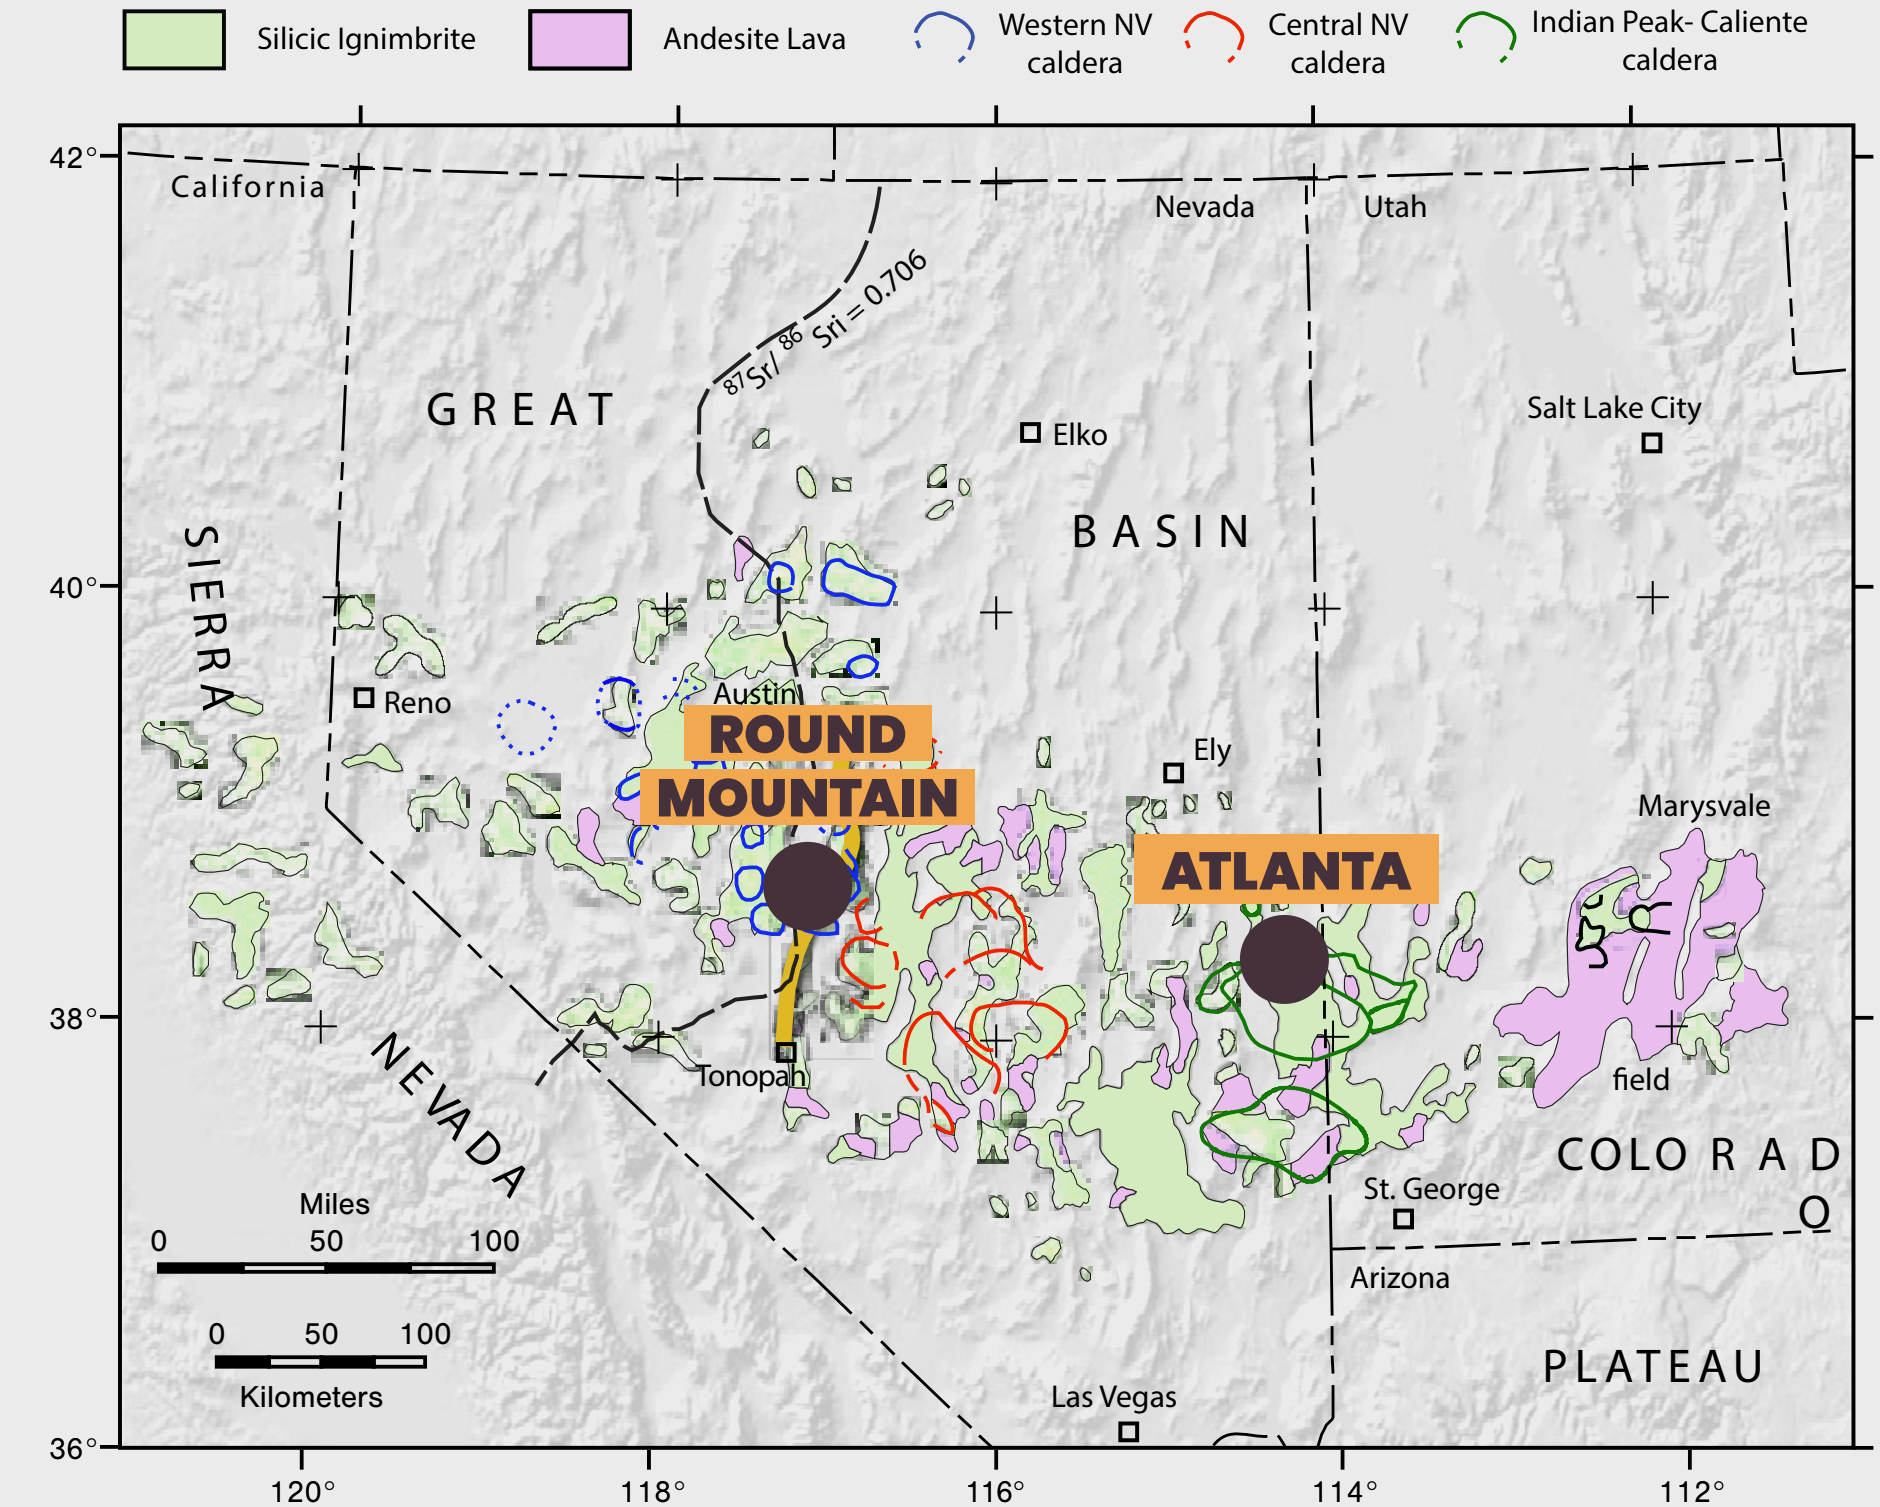 Silicic Ignimbrite
Andesite Lava
Western NV
caldera
Central NV
caldera
Indian Peak- Caliente
caldera
42°
California
Nevada
Utah
87Sr/ 86 Sri = 0.706
GREAT
Elko
Salt Lake City
BASIN
SIERRA
40°
Reno
Austin
ROUND
MOUNTAIN
Ely
Marysvale
ATLANTA
38°
NEVADA
Tonopah
field
COLORAD
O
St. George
Miles
0 50 100
Arizona
0 50 100
Kilometers
PLATEAU
Las Vegas
36°
120° 118° 116° 114° 112°